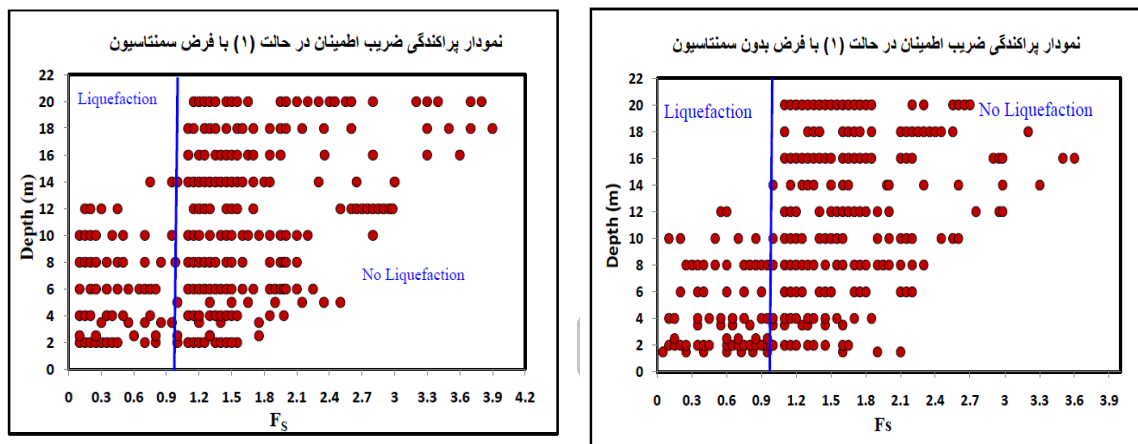 نمودار پراکندگی ضریب اطمینان در حالت (۱) با فرض سمنتاسیون
22
20
18
16
14
12
10
8
6
4
2
0
Depth (m)
Liquefaction
No Liquefaction
0 0.3 0.6 0.9 1.2 1.5 1.8 2.1 2.4 2.7 3 3.3 3.6 3.9 4.2
FS
نمودار پراکندگی ضریب اطمینان در حالت (۱) با فرض بدون سمنتاسیون
22
20
18
16
14
12
10
8
6
4
2
0
Depth (m)
Liquefaction
No Liquefaction
0 0.3 0.6 0.9 1.2 1.5 1.8 2.1 2.4 2.7 3 3.3 3.6 3.9
Fs